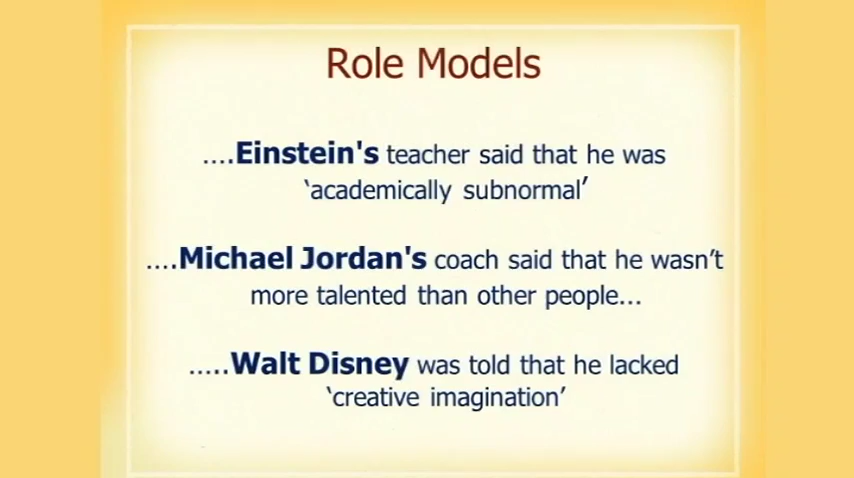 Role Models
....Einstein's teacher said that he was
‘academically subnormal’
....Michael Jordan's coach said that he wasn’t
more talented than other people...
.....Walt Disney was told that he lacked
‘creative imagination’